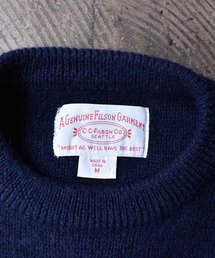 A GENUINE FILSON GARMENT
C.C. FILSON CO.
SEATTLE
"MIGHT AS WELL HAVE THE BEST"
MADE IN
CHINA
M